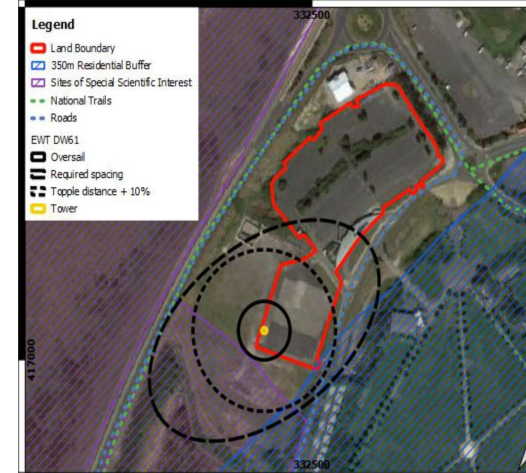 332500
Legend
Land Boundary
350m Residential Buffer
Sites of Special Scientific Interest
National Trails
Roads
EWT DW61
Oversail
Required spacing
Topple distance + 10%
Tower
417000
332500